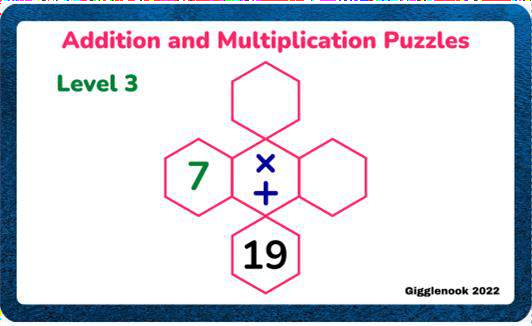 Addition and Multiplication Puzzles
Level 3
7
×
+
19
Gigglenook 2022